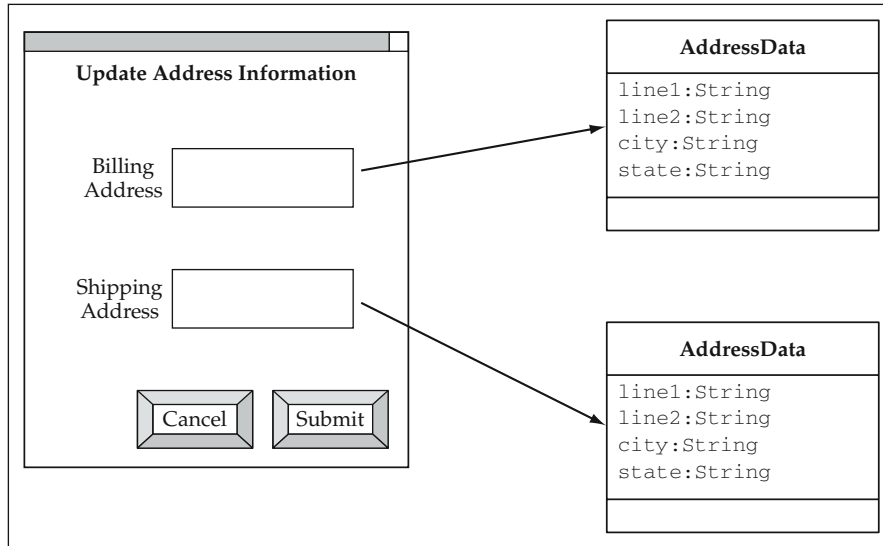 Update Address Information
Billing
Address
Shipping
Address
Cancel
Submit
AddressData
line1:String
line2:String
city:String
state:String
AddressData
line1:String
line2:String
city:String
state:String